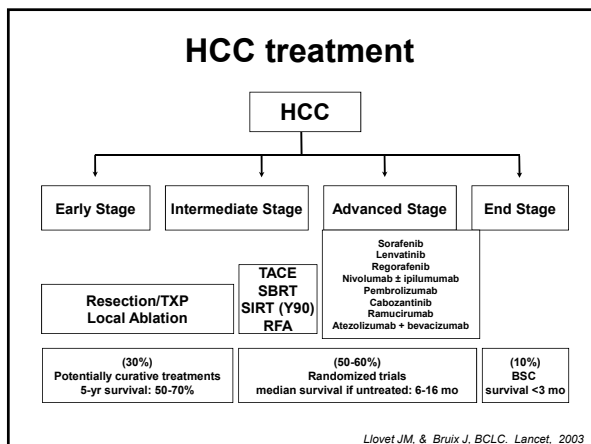 HCC treatment
HCC
Early Stage
Intermediate Stage
Advanced Stage
End Stage
Resection/TXP
Local Ablation
TACE
SBRT
SIRT (Y90)
RFA
Sorafenib
Lenvatinib
Regorafenib
Nivolumab ± ipilumumab
Pembrolizumab
Cabozantinib
Ramucirumab
Atezolizumab + bevacizumab
(30%)
Potentially curative treatments
5-yr survival: 50-70%
(50-60%)
Randomized trials
median survival if untreated: 6-16 mo
(10%)
BSC
survival <3 mo
Llovet JM, & Bruix J, BCLC. Lancet, 2003